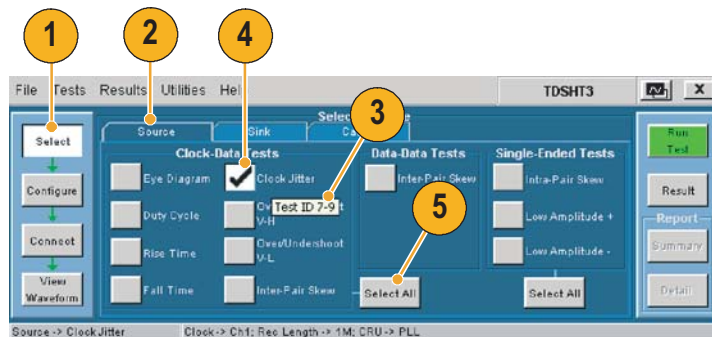 1
2
4
File Tests Results Utilities Help
TDSHT3
X
Source
Sink
Select
Configure
Connect
View
Waveform
3
Clock-Data Tests
Eye Diagram
Clock Jitter
Test ID 7-9
V-H
Duty Cycle
Rise Time
Over/Undershoot
V-L
Fall Time
Inter-Pair Skew
Data-Data Tests
Inter-Pair Skew
5
Select All
Single-Ended Tests
Intra-Pair Skew
Low Amplitude +
Low Amplitude -
Select All
Run
Test
Result
Report
Summary
Detail
Source -> Clock Jitter
Clock-> Ch1; Rec Length -> 1M; CRU -> PLL